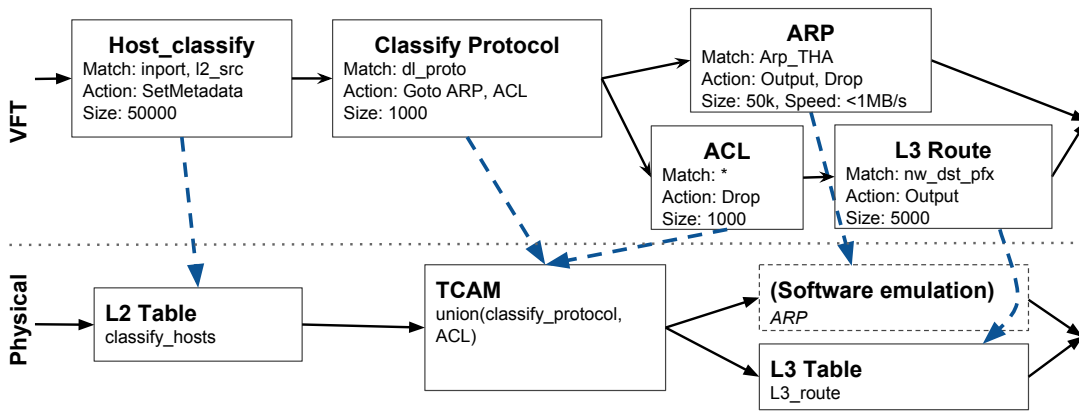 VFT
Host_classify
Match: inport, l2_src
Action: SetMetadata
Size: 50000
Classify Protocol
Match: dl_proto
Action: Goto ARP, ACL
Size: 1000
ARP
Match: Arp_THA
Action: Output, Drop
Size: 50k, Speed: <1MB/s
ACL
Match: *
Action: Drop
Size: 1000
L3 Route
Match: nw_dst_pfx
Action: Output
Size: 5000
Physical
L2 Table
classify_hosts
TCAM
union(classify_protocol,
ACL)
(Software emulation)
ARP
L3 Table
L3_route